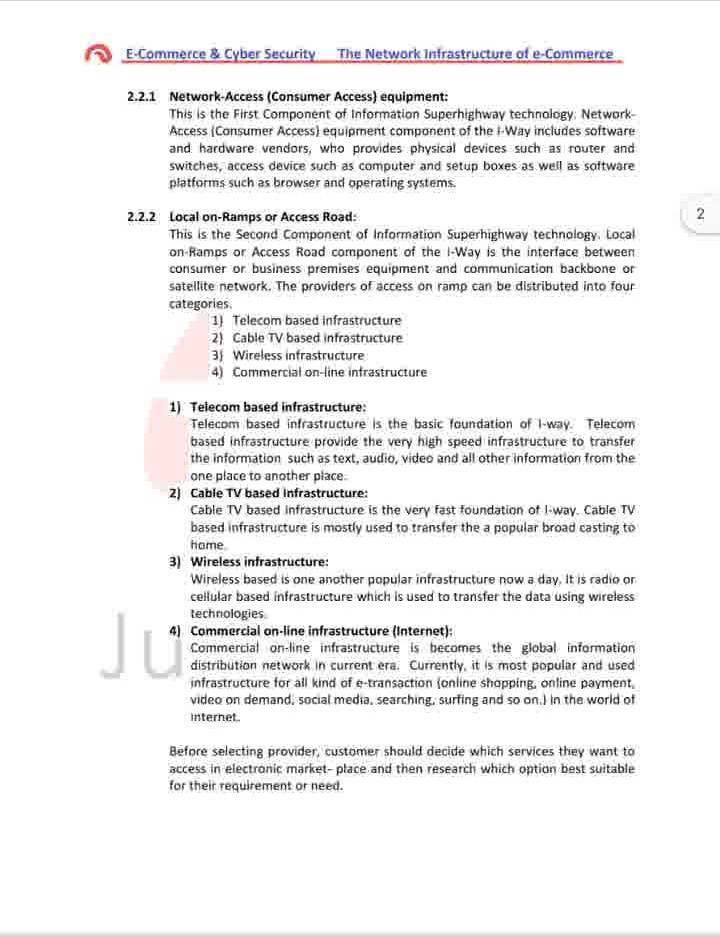 E-Commerce & Cyber Security The Network Infrastructure of e-Commerce
2.2.1 Network-Access (Consumer Access) equipment:
This is the First Component of Information Superhighway technology. Network-
Access (Consumer Access) equipment component of the I-Way includes software
and hardware vendors, who provides physical devices such as router and
switches, access device such as computer and setup boxes as well as software
platforms such as browser and operating systems.
2
2.2.2 Local on-Ramps or Access Road:
This is the Second Component of Information Superhighway technology. Local
on-Ramps or Access Road component of the I-Way is the interface between
consumer or business premises equipment and communication backbone or
satellite network. The providers of access on ramp can be distributed into four
categories.
1) Telecom based infrastructure
2) Cable TV based infrastructure
3) Wireless infrastructure
4) Commercial on-line infrastructure
1) Telecom based infrastructure:
Telecom based infrastructure is the basic foundation of I-way. Telecom
based infrastructure provide the very high speed infrastructure to transfer
the information such as text, audio, video and all other information from the
one place to another place.
2) Cable TV based infrastructure:
Cable TV based infrastructure is the very fast foundation of I-way. Cable TV
based infrastructure is mostly used to transfer the a popular broad casting to
home.
3) Wireless infrastructure:
Wireless based is one another popular infrastructure now a day. It is radio or
cellular based infrastructure which is used to transfer the data using wireless
technologies.
Ju
4) Commercial on-line infrastructure (Internet):
Commercial on-line infrastructure is becomes the global information
distribution network in current era. Currently, it is most popular and used
infrastructure for all kind of e-transaction (online shopping, online payment,
video on demand, social media, searching, surfing and so on.) in the world of
internet.
Before selecting provider, customer should decide which services they want to
access in electronic market- place and then research which option best suitable
for their requirement or need.